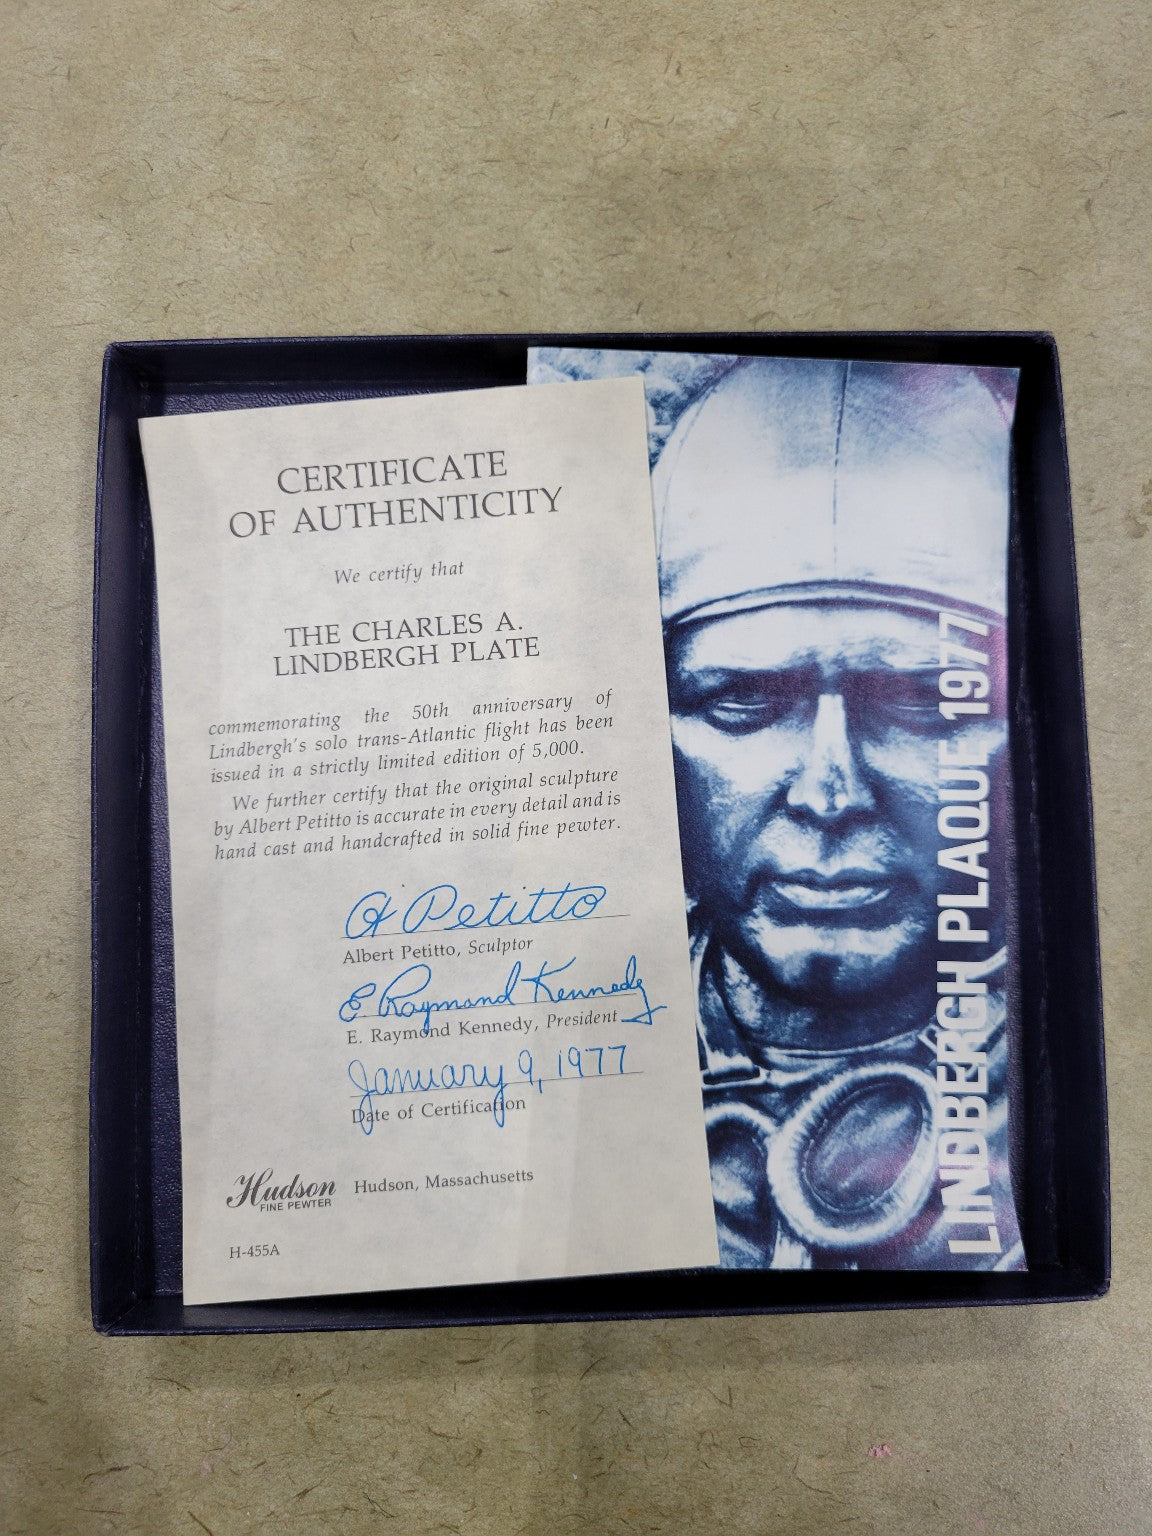 CERTIFICATE
OF AUTHENTICITY
We certify that
THE CHARLES A.
LINDBERGH PLATE
commemorating the 50th anniversary of
Lindbergh's solo trans-Atlantic flight has been
issued in a strictly limited edition of 5,000.
We further certify that the original sculpture
by Albert Petitto is accurate in every detail and is
hand cast and handcrafted in solid fine pewter.
A Petitto
Albert Petitto, Sculptor
E. Raymond Kennedy
E. Raymond Kennedy, President
January 9, 1977
Date of Certification
Hudson
FINE PEWTER
Hudson, Massachusetts
H-455A
LINDBERGH PLAQUE 1977